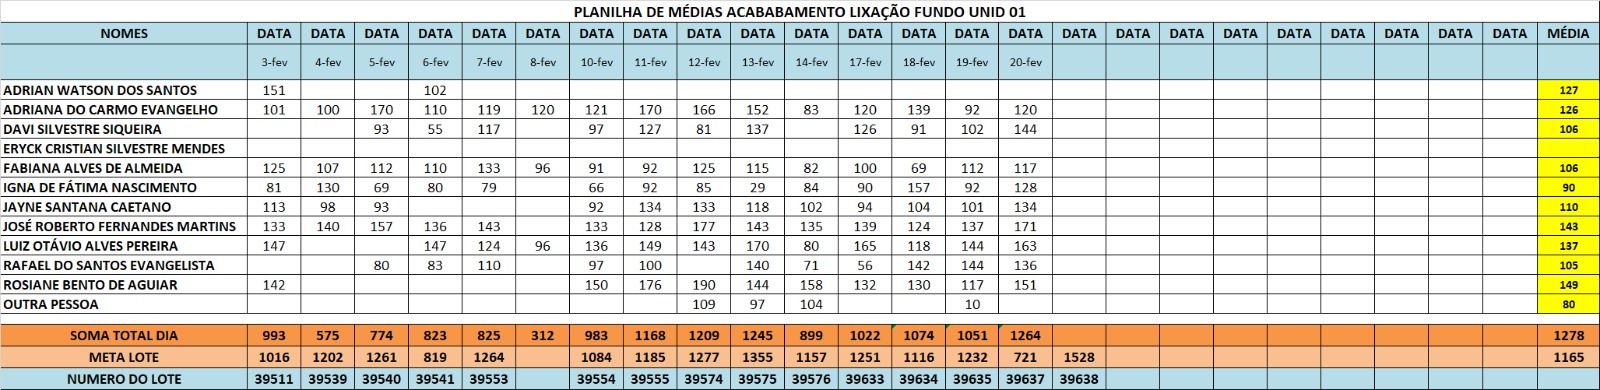 PLANILHA DE MÉDIAS ACABABAMENTO LIXAÇÃO FUNDO UNID 01
NOMES DATA DATA DATA DATA DATA DATA DATA DATA DATA DATA DATA DATA DATA DATA DATA DATA DATA DATA DATA DATA DATA DATA DATA DATA MÉDIA
3-fev 4-fev 5-fev 6-fev 7-fev 8-fev 10-fev 11-fev 12-fev 13-fev 14-fev 17-fev 18-fev 19-fev 20-fev
ADRIAN WATSON DOS SANTOS 151 102 127
ADRIANA DO CARMO EVANGELHO 101 100 170 110 119 120 121 170 166 152 83 120 139 92 120 126
DAVI SILVESTRE SIQUEIRA 93 55 117 97 127 81 137 126 91 102 144 106
ERYCK CRISTIAN SILVESTRE MENDES
FABIANA ALVES DE ALMEIDA 125 107 112 110 133 96 91 92 125 115 82 100 69 112 117 106
IGNA DE FÁTIMA NASCIMENTO 81 130 69 80 79 66 92 85 29 84 90 157 92 128 90
JAYNE SANTANA CAETANO 113 98 93 92 134 133 118 102 94 104 101 134 110
JOSÉ ROBERTO FERNANDES MARTINS 133 140 157 136 143 133 128 177 143 135 139 124 137 171 143
LUIZ OTÁVIO ALVES PEREIRA 147 147 124 96 136 149 143 170 80 165 118 144 163 137
RAFAEL DO SANTOS EVANGELISTA 80 83 110 97 100 140 71 56 142 144 136 105
ROSIANE BENTO DE AGUIAR 142 150 176 190 144 158 132 130 117 151 149
OUTRA PESSOA 109 97 104 10 80
SOMA TOTAL DIA 993 575 774 823 825 312 983 1168 1209 1245 899 1022 1074 1051 1264 1278
META LOTE 1016 1202 1261 819 1264 1084 1185 1277 1355 1157 1251 1116 1232 721 1528 1165
NUMERO DO LOTE 39511 39539 39540 39541 39553 39554 39555 39574 39575 39576 39633 39634 39635 39637 39638